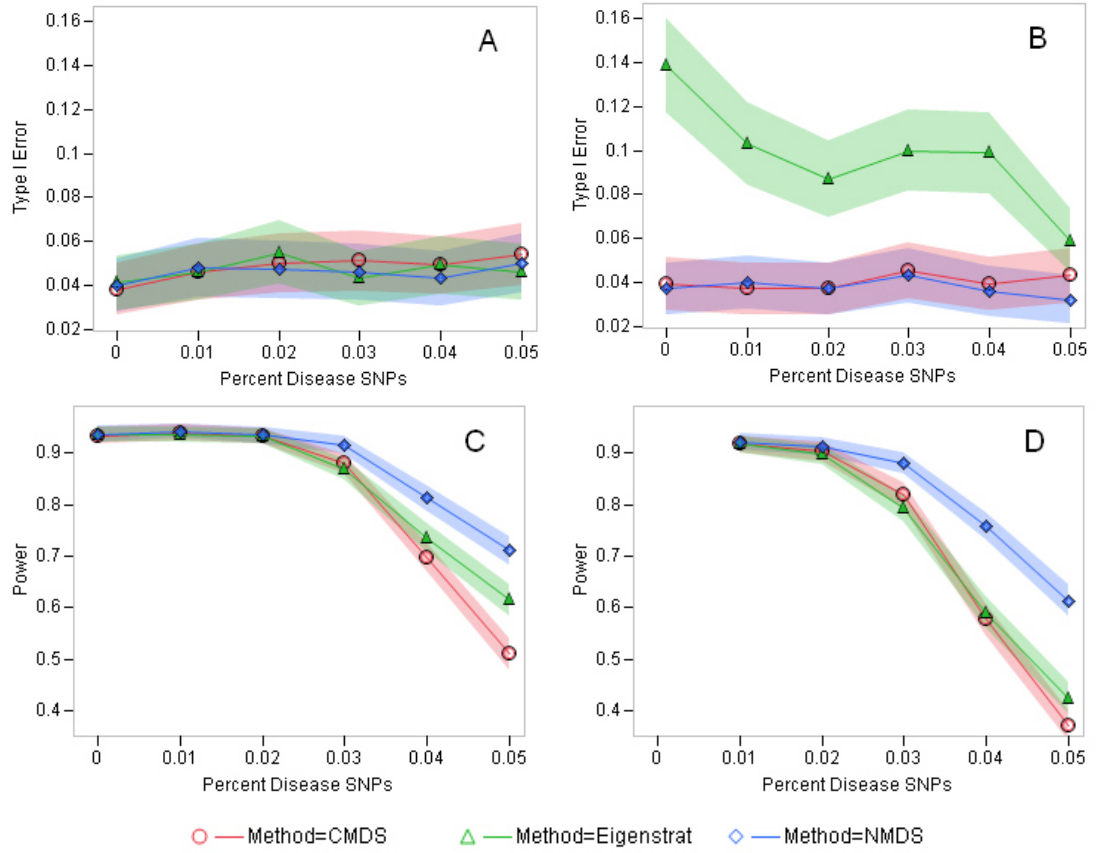 A
0.16
0.14
0.12
0.1
0.08
0.06
0.04
0.02
Type I Error
0 0.01 0.02 0.03 0.04 0.05
Percent Disease SNPs
B
0.16
0.14
0.12
0.1
0.08
0.06
0.04
0.02
Type I Error
0 0.01 0.02 0.03 0.04 0.05
Percent Disease SNPs
C
0.9
0.8
0.7
0.6
0.5
0.4
Power
0 0.01 0.02 0.03 0.04 0.05
Percent Disease SNPs
D
0.9
0.8
0.7
0.6
0.5
0.4
Power
0 0.01 0.02 0.03 0.04 0.05
Percent Disease SNPs
Method=CMDS Method=Eigenstrat Method=NMDS